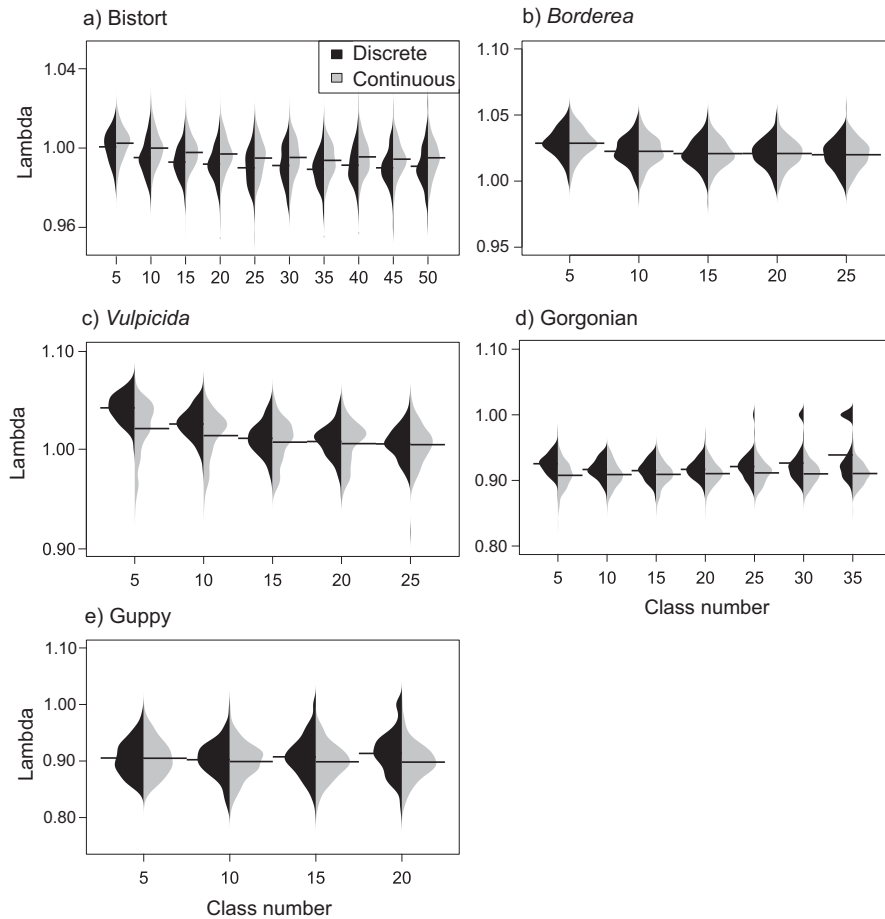 a) Bistort
Discrete
Continuous
1.04
1.00
0.96
Lambda
5 10 15 20 25 30 35 40 45 50
b) Borderea
1.10
1.05
1.00
0.95
5 10 15 20 25
c) Vulpicida
1.10
1.00
0.90
Lambda
5 10 15 20 25
d) Gorgonian
1.10
1.00
0.90
0.80
5 10 15 20 25 30 35
Class number
e) Guppy
1.10
1.00
0.90
0.80
Lambda
5 10 15 20
Class number